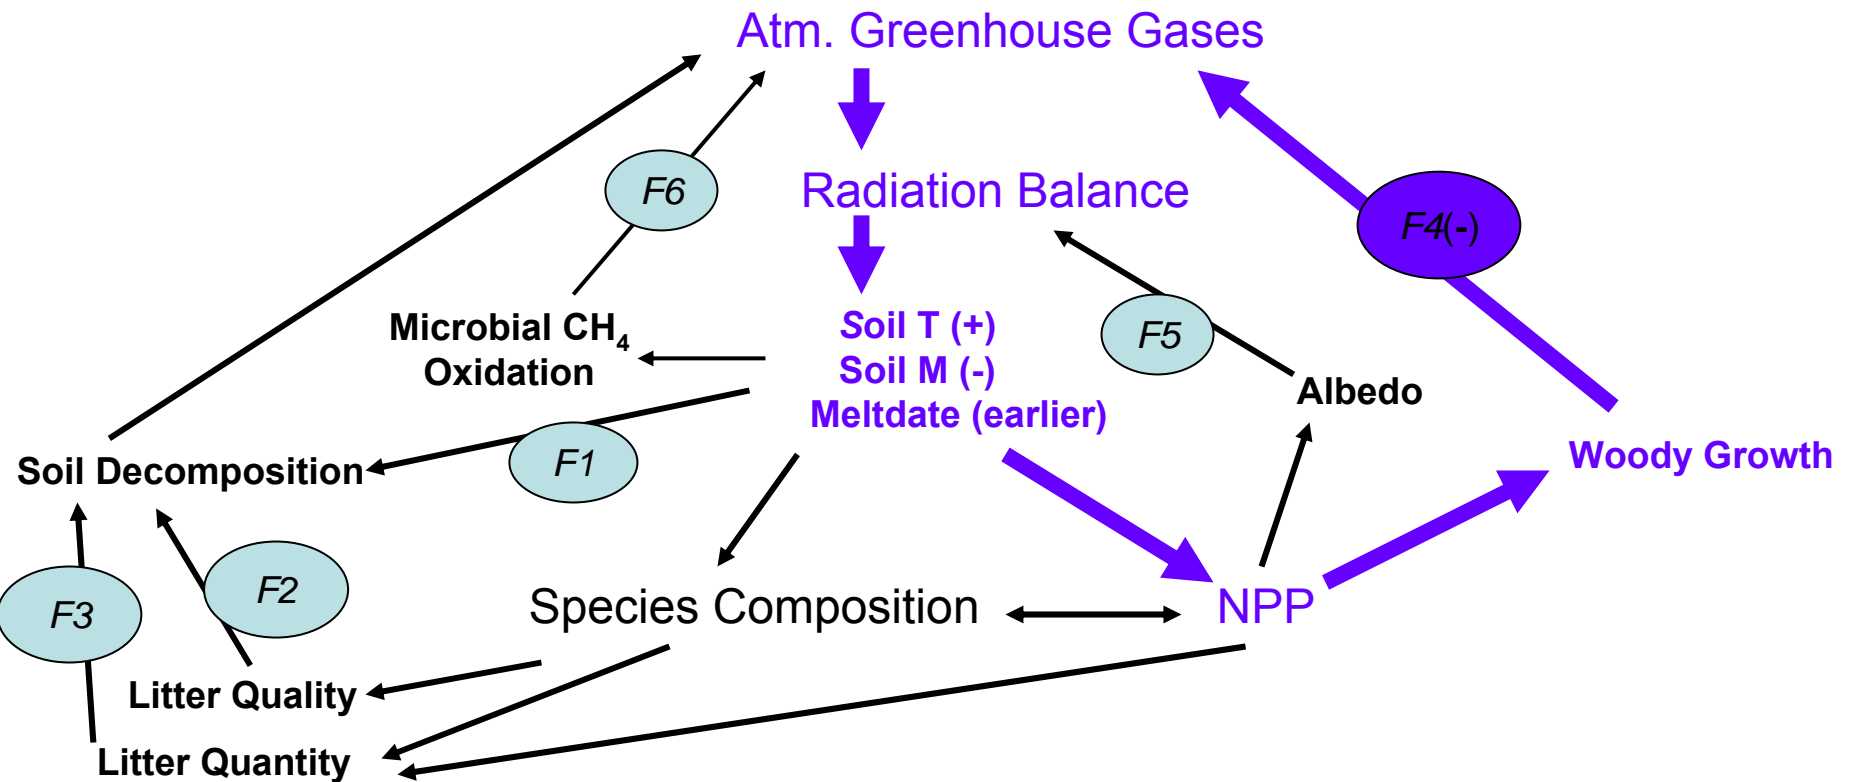 Atm. Greenhouse Gases
F6
Radiation Balance
F4(-)
Microbial CH₄
Oxidation
Soil T (+)
Soil M (-)
Meltdate (earlier)
F5
Albedo
Soil Decomposition
F1
Woody Growth
F3
F2
Species Composition
NPP
Litter Quality
Litter Quantity